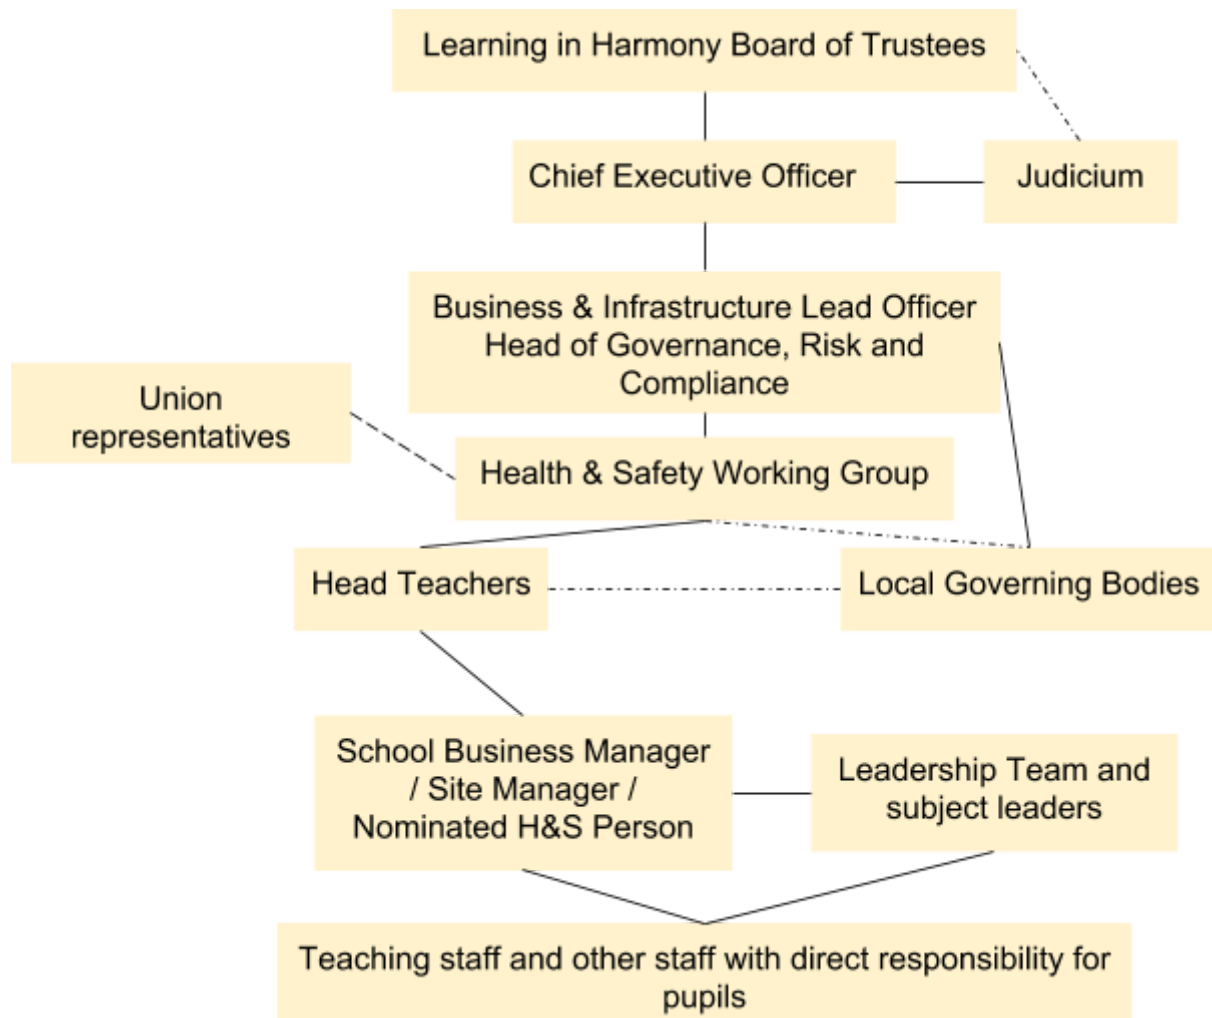 Learning in Harmony Board of Trustees
Chief Executive Officer
Judicium
Business & Infrastructure Lead Officer
Head of Governance, Risk and
Compliance
Union
representatives
Health & Safety Working Group
Head Teachers
Local Governing Bodies
School Business Manager
/ Site Manager /
Nominated H&S Person
Leadership Team and
subject leaders
Teaching staff and other staff with direct responsibility for
pupils